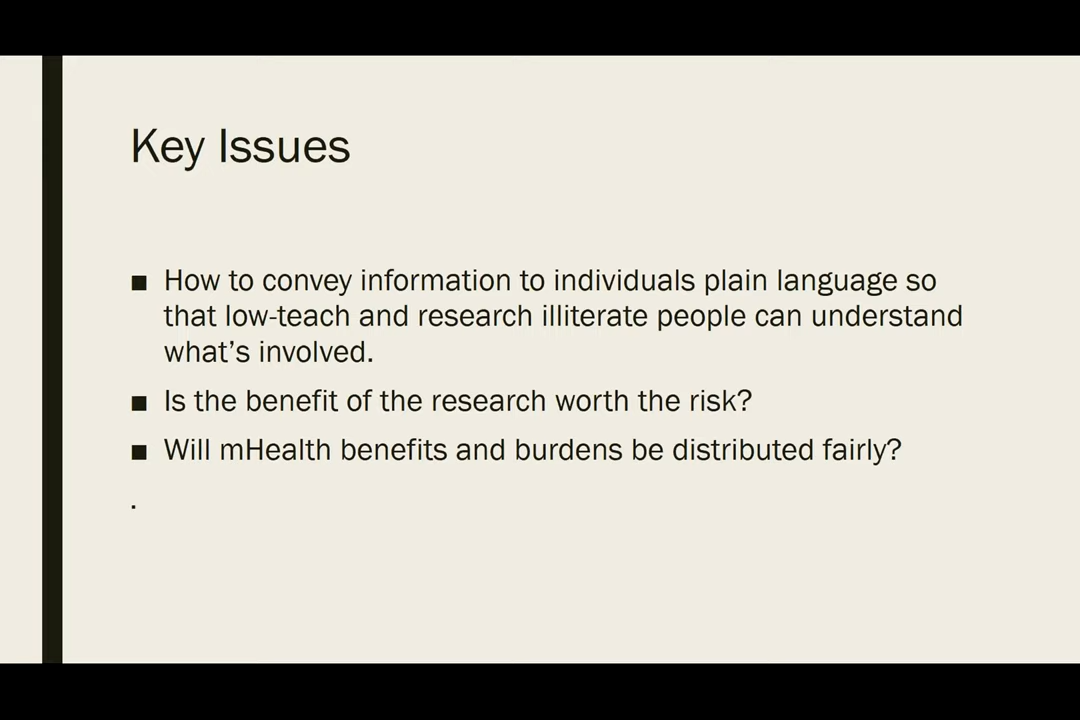 Key Issues
■ How to convey information to individuals plain language so
that low-teach and research illiterate people can understand
what's involved.
■ Is the benefit of the research worth the risk?
■ Will mHealth benefits and burdens be distributed fairly?
.